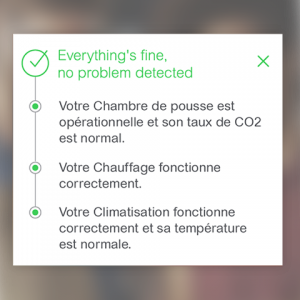 Everything's fine,
no problem detected
Votre Chambre de pousse est
opérationnelle et son taux de CO2
est normal.
Votre Chauffage fonctionne
correctement.
Votre Climatisation fonctionne
correctement et sa température
est normale.